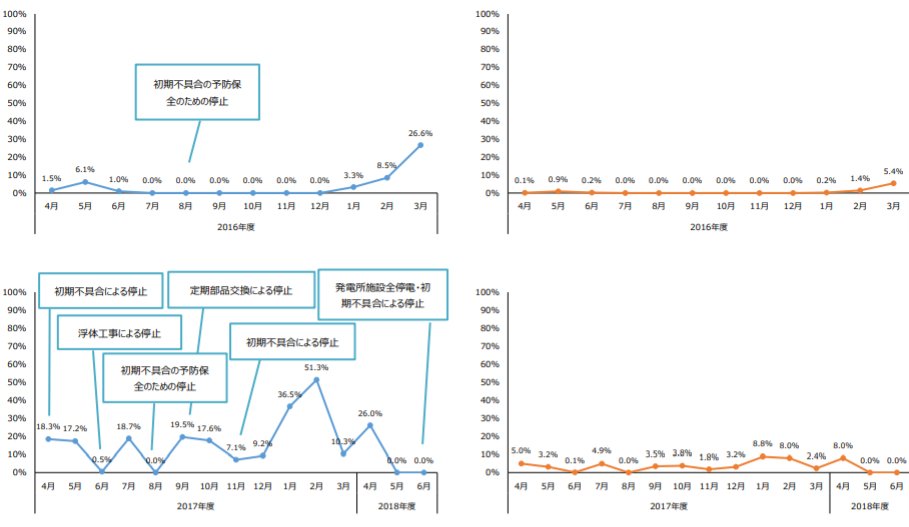 100%
90%
80%
70%
60%
50%
40%
30%
20%
10%
0%
初期不具合の予防保
全のための停止
1.5%
6.1%
1.0%
0.0%
0.0%
0.0%
0.0%
0.0%
0.0%
3.3%
8.5%
26.6%
4月 5月 6月 7月 8月 9月 10月 11月 12月 1月 2月 3月
2016年度
100%
90%
80%
70%
60%
50%
40%
30%
20%
10%
0%
0.1% 0.9% 0.2% 0.0% 0.0% 0.0% 0.0% 0.0% 0.0% 0.2% 1.4% 5.4%
4月 5月 6月 7月 8月 9月 10月 11月 12月 1月 2月 3月
2016年度
100%
90%
80%
70%
60%
50%
40%
30%
20%
10%
0%
初期不具合による停止
浮体工事による停止
初期不具合の予防保
全のための停止
定期部品交換による停止
初期不具合による停止
発電所施設全停電・初
期不具合による停止
18.3% 17.2% 0.5% 18.7% 0.0% 19.5% 17.6% 7.1% 9.2% 36.5% 51.3% 10.3% 26.0% 0.0% 0.0%
4月 5月 6月 7月 8月 9月 10月 11月 12月 1月 2月 3月 4月 5月 6月
2017年度 2018年度
100%
90%
80%
70%
60%
50%
40%
30%
20%
10%
0%
5.0% 3.2% 0.1% 4.9% 0.0% 3.5% 3.8% 1.8% 3.2% 8.8% 8.0% 2.4% 8.0% 0.0% 0.0%
4月 5月 6月 7月 8月 9月 10月 11月 12月 1月 2月 3月 4月 5月 6月
2017年度 2018年度